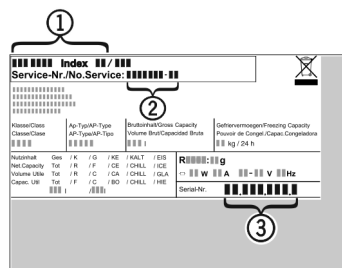 1
Index /
Service-Nr./No.Service: -
2
Klasse/Class
Classe/Clase
Ap-Typ/AP-Type
AP-Type/AP-Tipo
Bruttoinhalt/Gross Capacity
Volume Brut/Capacidad Brute
l
Gefriervermoegen/Freezing Capacity
Pouvoir de Congel./Capac.Congeladora
kg / 24 h
Nutzinhalt Ges / K / G / KE / KALT / EIS
Net.Capacity Tot / R / F / CE / CHILL / ICE
Volume Utile Tot / R / C / CA / CHILL / GLA
Capac. Util Tot / F / C / BO / CHILL / HIE
l / l
R : g
W A - V Hz
Serial-Nr. . . .
3